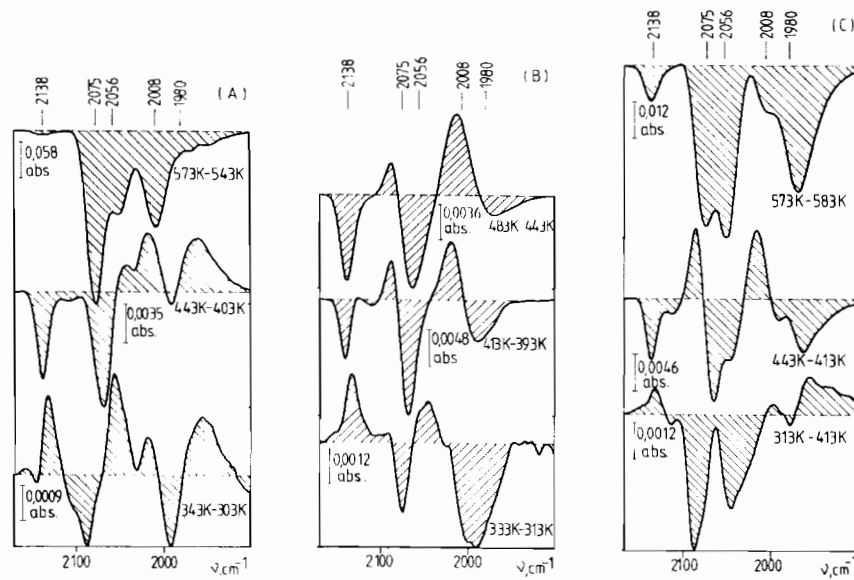 2138
2075
2056
2008
1980
(A)
0,058
abs
573K-543K
443K-403K
0,0035
abs.
0,0009
abs.
343K-303K
2100
2000
ν,cm⁻¹
2138
2075
2056
2008
1980
(B)
0,0036
abs.
483K 443K
413K-393K
0,0048
abs
0,0012
abs.
333K-313K
2100
2000
ν,cm⁻¹
2138
2075
2056
2008
1980
(C)
0,012
abs.
573K-583K
443K-413K
0,0046
abs.
0,0012
abs.
313K-413K
2100
2000
ν,cm⁻¹